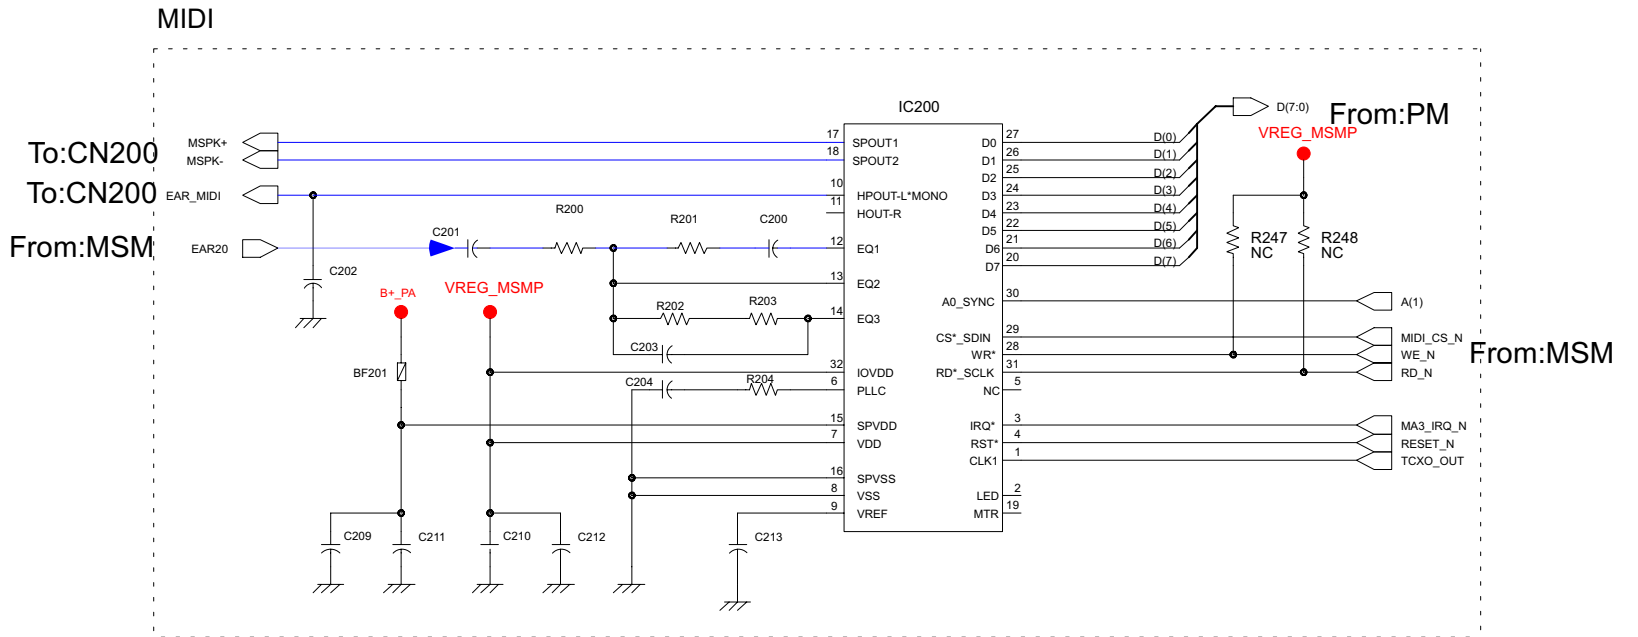 MIDI
IC200
D(7:0)
From:PM
VREG_MSMP
To:CN200
MSPK+
MSPK-
17
SPOUT1
18
SPOUT2
27
D0
D(0)
26
D1
D(1)
25
D2
D(2)
24
D3
D(3)
23
D4
D(4)
22
D5
D(5)
21
D6
D(6)
20
D7
D(7)
To:CN200
EAR_MIDI
10
HPOUT-L*MONO
11
HOUT-R
From:MSM
EAR20
C201
R200
R201
C200
12
EQ1
13
EQ2
14
EQ3
R247
NC
R248
NC
C202
B+_PA
VREG_MSMP
R202
R203
C203
A0_SYNC
30
A(1)
CS*_SDIN
29
MIDI_CS_N
WR*
28
WE_N
From:MSM
RD*_SCLK
31
RD_N
NC
5
BF201
32
IOVDD
C204
R204
6
PLLC
15
SPVDD
7
VDD
IRQ*
3
MA3_IRQ_N
RST*
4
RESET_N
CLK1
1
TCXO_OUT
16
SPVSS
8
VSS
9
VREF
LED
2
MTR
19
C209
C211
C210
C212
C213